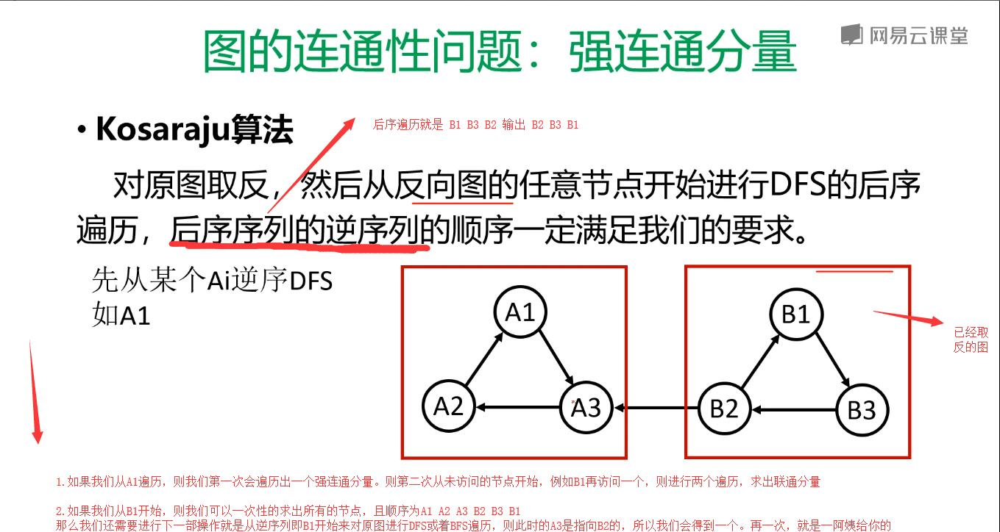 图的连通性问题：强连通分量
网易云课堂
• Kosaraju算法
后序遍历就是 B1 B3 B2 输出 B2 B3 B1
对原图取反，然后从反向图的任意节点开始进行DFS的后序
遍历，后序序列的逆序列的顺序一定满足我们的要求。
先从某个Ai逆序DFS
如A1
A1
B1
已经取
反的图
A2
A3
B2
B3
1.如果我们从A1遍历，则我们第一次会遍历出一个强连通分量。则第二次从未访问的节点开始，例如B1再访问一个，则进行两个遍历，求出联通分量
2.如果我们从B1开始，则我们可以一次性的求出所有的节点，且顺序为A1 A2 A3 B2 B3 B1
那么我们还需要进行下一部操作就是从逆序列即B1开始来对原图进行DFS或着BFS遍历，则此时的A3是指向B2的，所以我们会得到一个。再一次，就是一阿姨给你的